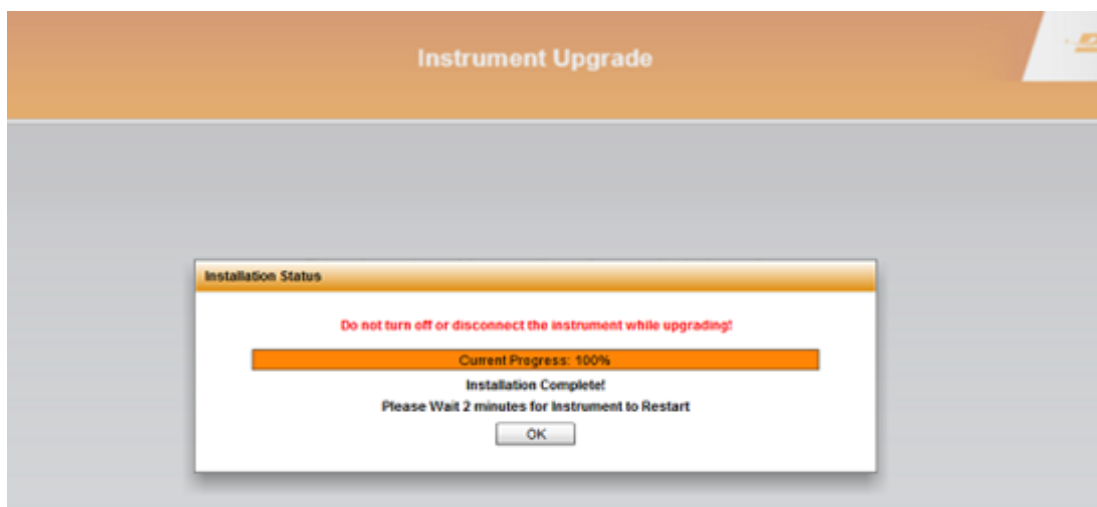 Instrument Upgrade
Installation Status
Do not turn off or disconnect the instrument while upgrading!
Current Progress: 100%
Installation Complete!
Please Wait 2 minutes for Instrument to Restart
OK